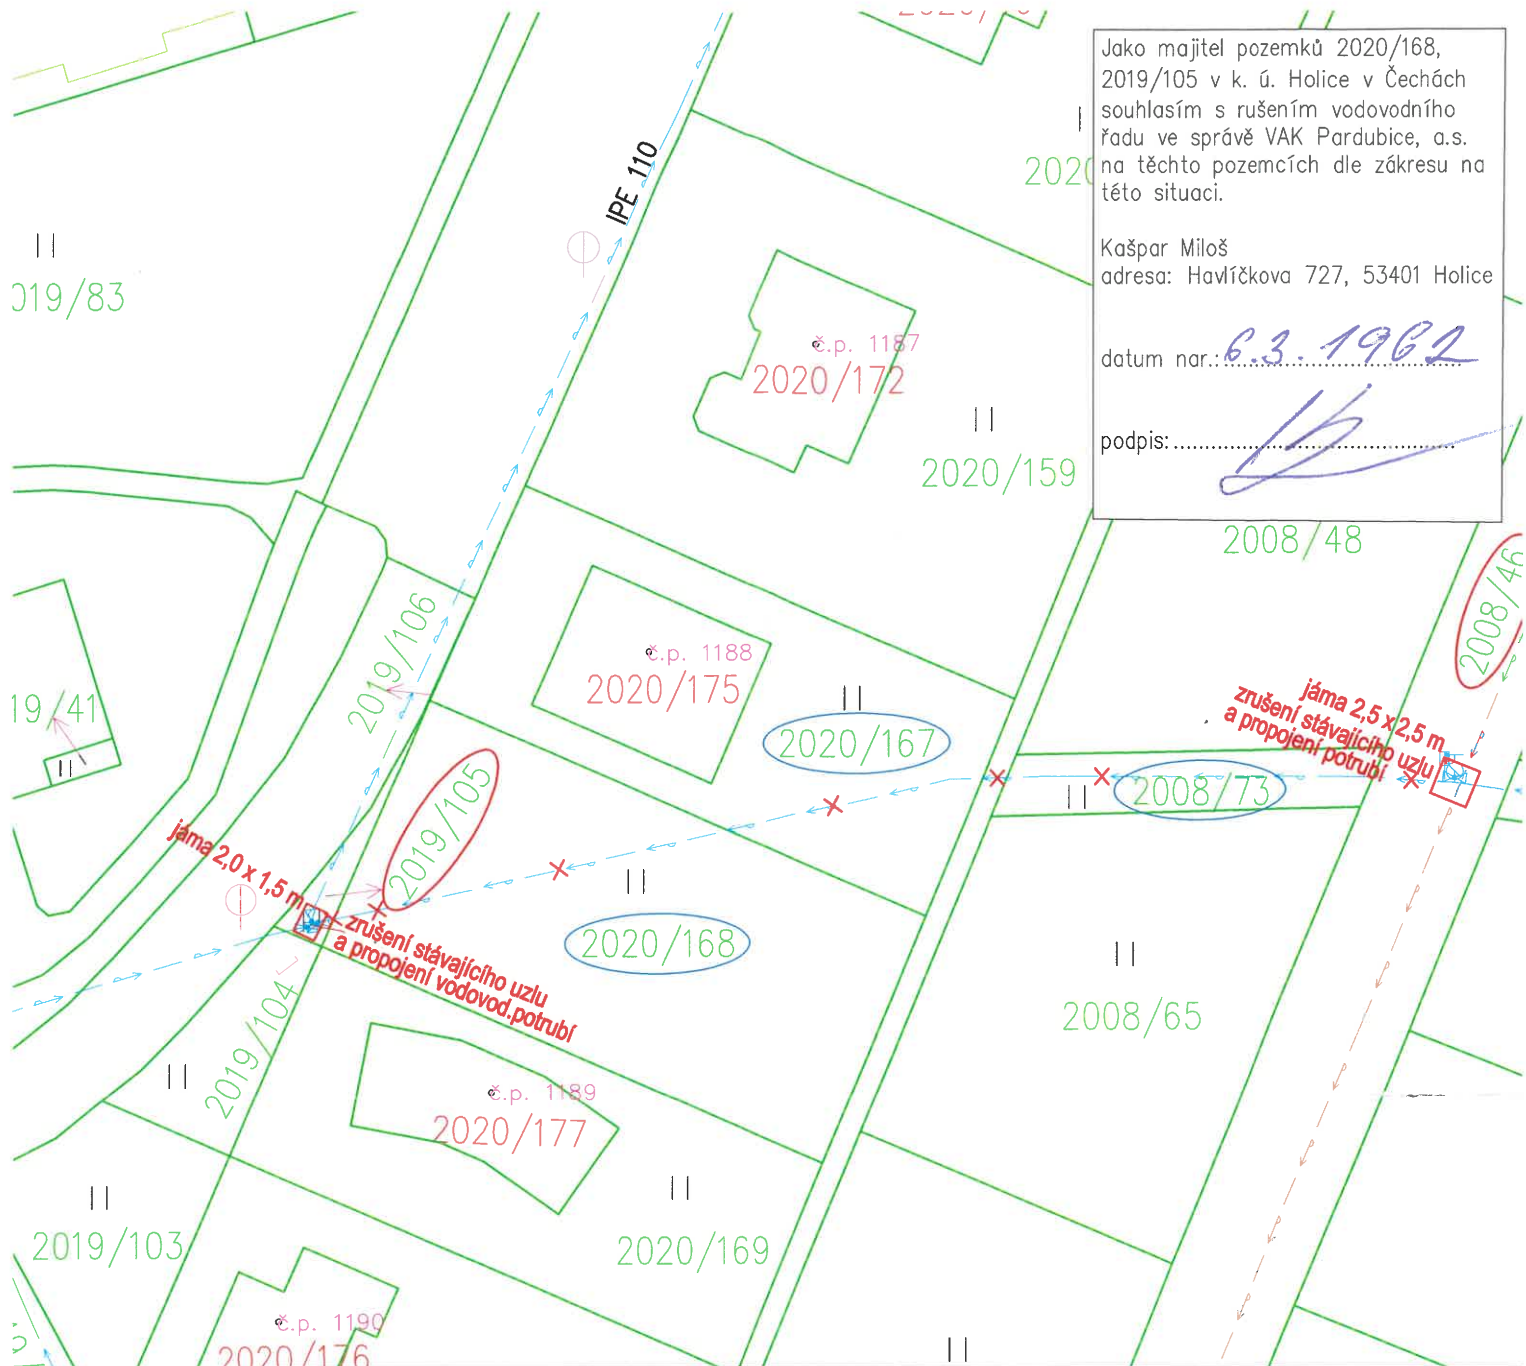 Jako majitel pozemků 2020/168,
2019/105 v k. ú. Holice v Čechách
souhlasím s rušením vodovodního
řadu ve správě VAK Pardubice, a.s.
na těchto pozemcích dle zákresu na
této situaci.
Kašpar Miloš
adresa: Havlíčkova 727, 53401 Holice
datum nar.: 6.3.1962
podpis:
IPE 110
019/83
č.p. 1187
2020/172
2020/159
2008/48
2008/46
2019/106
č.p. 1188
2020/175
19/41
2020/167
jáma 2,5 x 2,5 m
zrušení stávajícího uzlu
a propojení potrubí
2008/73
2019/105
jáma 2,0 x 1,5 m
zrušení stávajícího uzlu
a propojení vodovod.potrubí
2020/168
2008/65
2019/104
č.p. 1189
2020/177
2019/103
2020/169
č.p. 1190
2020/176